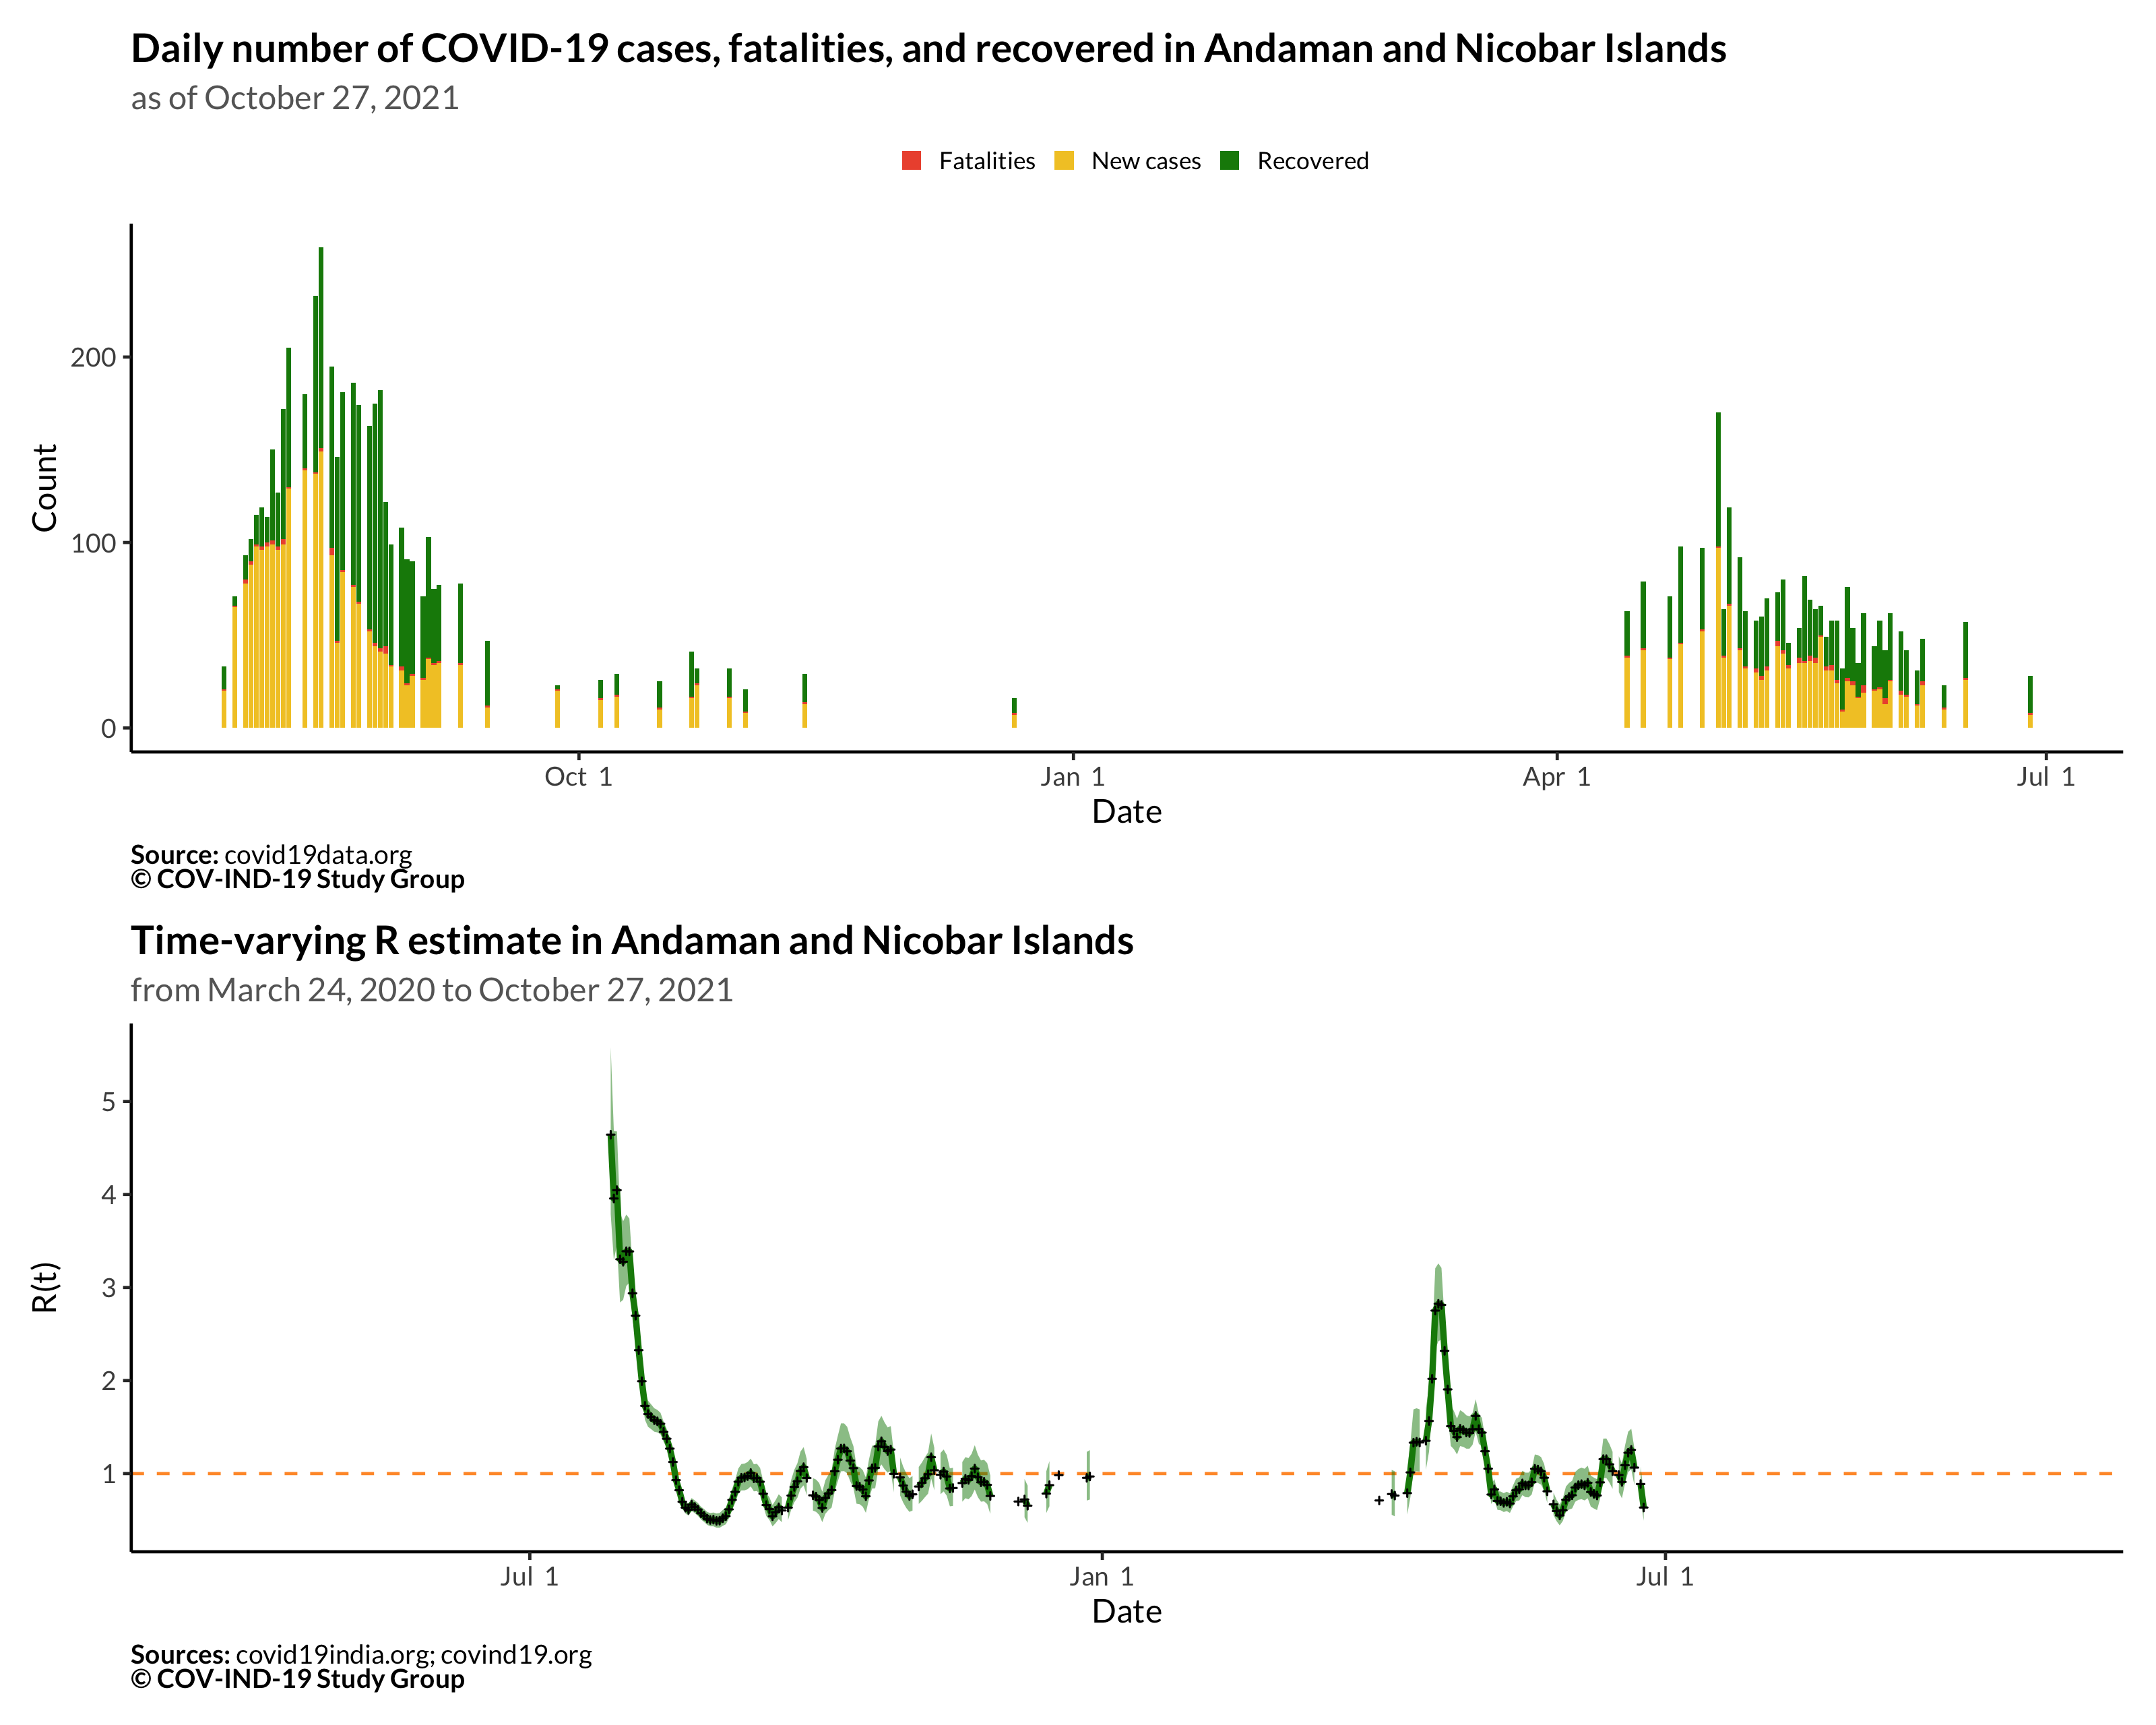 Daily number of COVID-19 cases, fatalities, and recovered in Andaman and Nicobar Islands
as of October 27, 2021
Fatalities New cases Recovered
Count
200
100
0
Oct 1 Jan 1 Apr 1 Jul 1
Date
Source: covid19data.org
© COV-IND-19 Study Group
Time-varying R estimate in Andaman and Nicobar Islands
from March 24, 2020 to October 27, 2021
R(t)
5
4
3
2
1
Jul 1 Jan 1 Jul 1
Date
Sources: covid19india.org; covind19.org
© COV-IND-19 Study Group